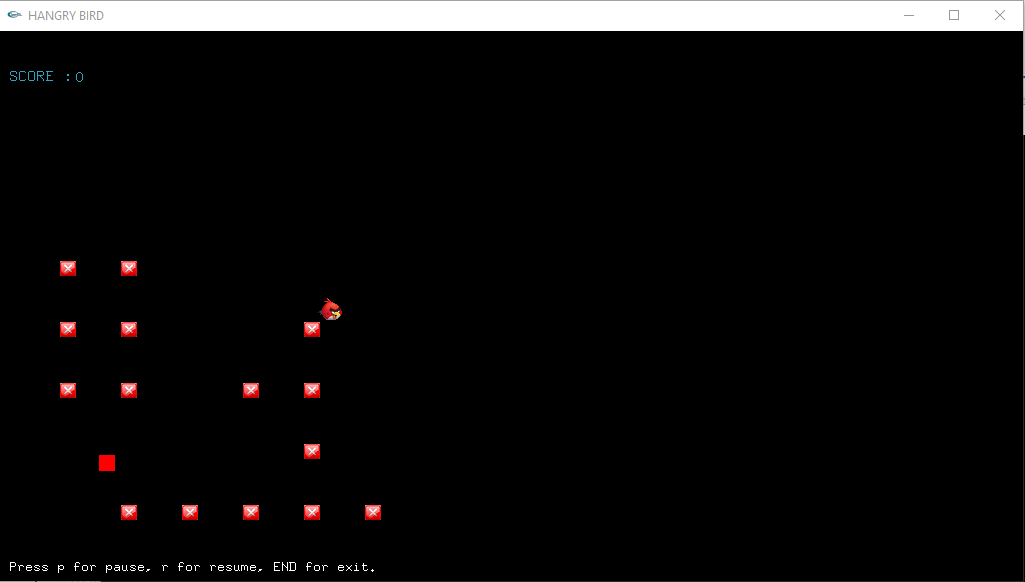 HANGRY BIRD
SCORE :0
Press p for pause, r for resume, END for exit.